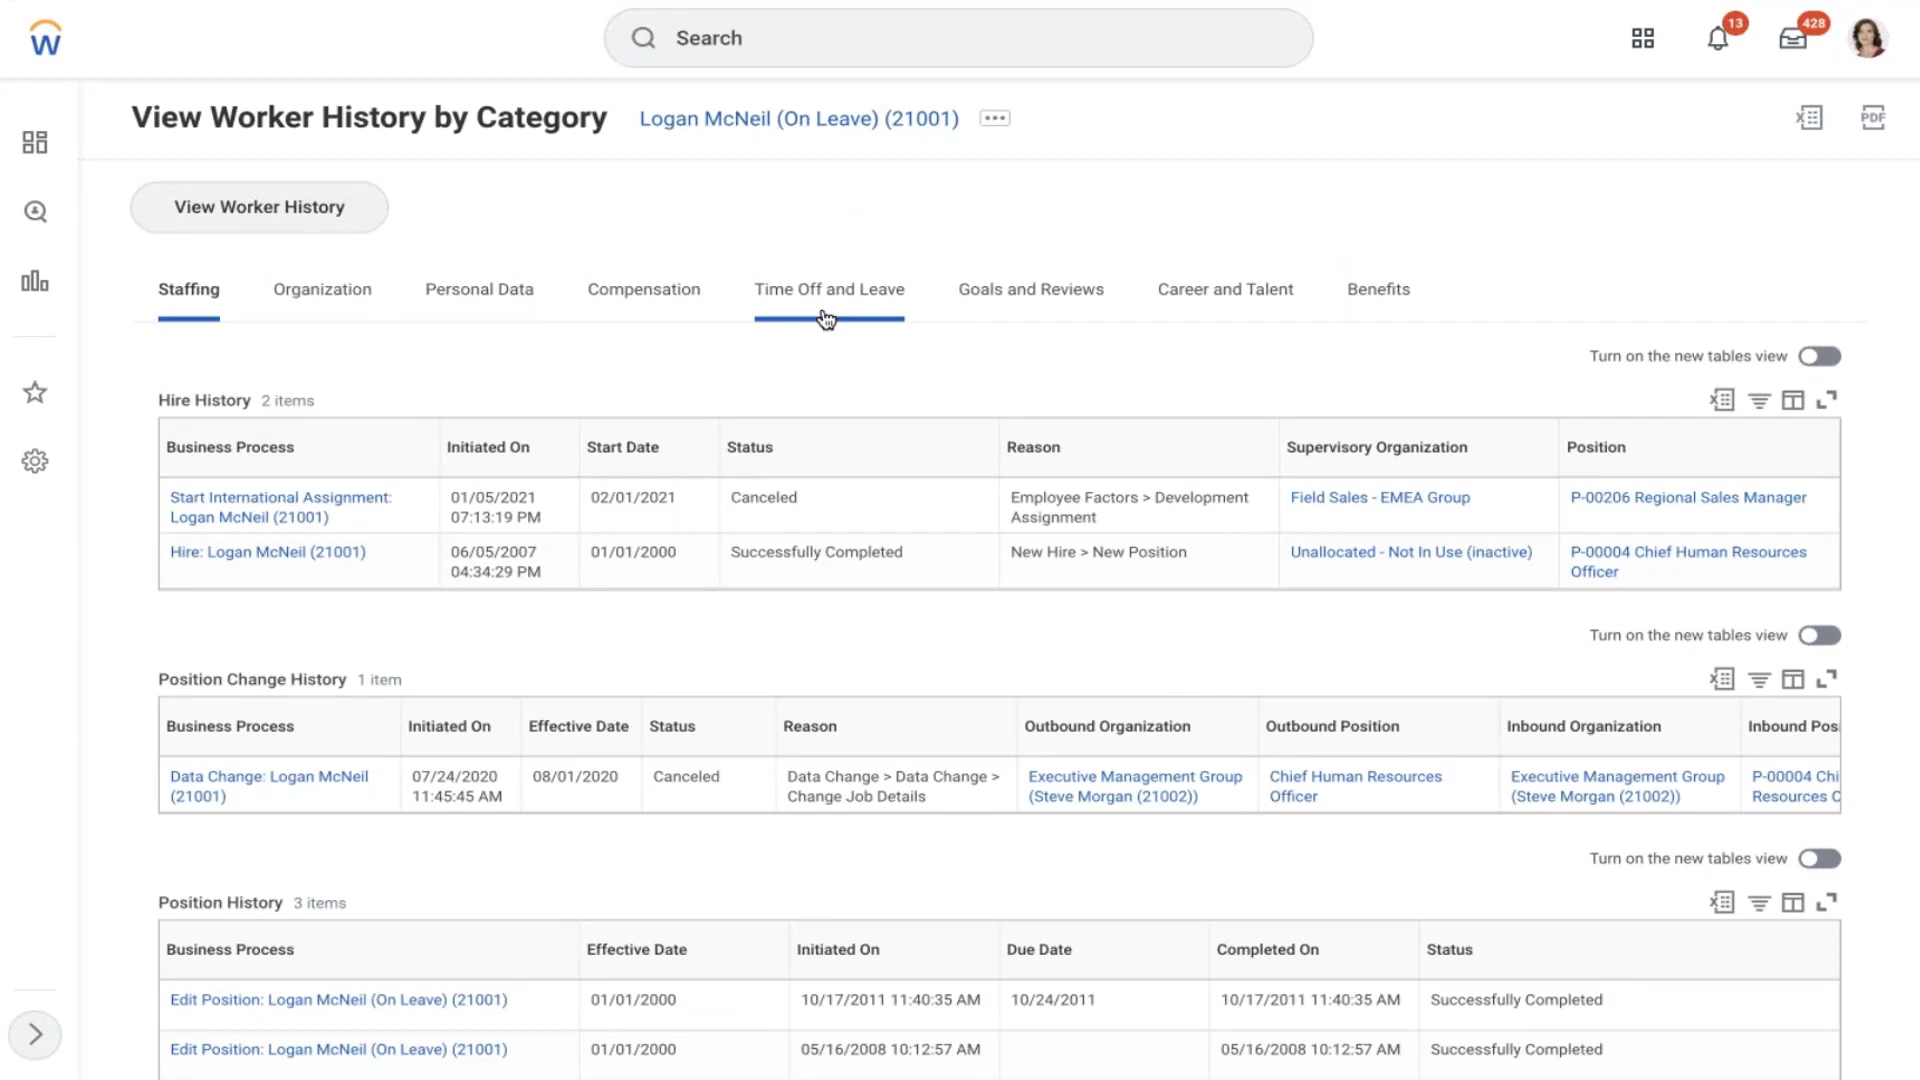 W
Search
13
428
View Worker History by Category
Logan McNeil (On Leave) (21001)
PDF
View Worker History
Staffing
Organization
Personal Data
Compensation
Time Off and Leave
Goals and Reviews
Career and Talent
Benefits
Turn on the new tables view
Hire History 2 items
Business Process
Initiated On
Start Date
Status
Reason
Supervisory Organization
Position
Start International Assignment:
Logan McNeil (21001)
01/05/2021
07:13:19 PM
02/01/2021
Canceled
Employee Factors > Development
Assignment
Field Sales - EMEA Group
P-00206 Regional Sales Manager
Hire: Logan McNeil (21001)
06/05/2007
04:34:29 PM
01/01/2000
Successfully Completed
New Hire > New Position
Unallocated - Not In Use (inactive)
P-00004 Chief Human Resources
Officer
Turn on the new tables view
Position Change History 1 item
Business Process
Initiated On
Effective Date
Status
Reason
Outbound Organization
Outbound Position
Inbound Organization
Inbound Pos
Data Change: Logan McNeil
(21001)
07/24/2020
11:45:45 AM
08/01/2020
Canceled
Data Change > Data Change >
Change Job Details
Executive Management Group
(Steve Morgan (21002))
Chief Human Resources
Officer
Executive Management Group
(Steve Morgan (21002))
P-00004 Chi
Resources C
Turn on the new tables view
Position History 3 items
Business Process
Effective Date
Initiated On
Due Date
Completed On
Status
Edit Position: Logan McNeil (On Leave) (21001)
01/01/2000
10/17/2011 11:40:35 AM
10/24/2011
10/17/2011 11:40:35 AM
Successfully Completed
Edit Position: Logan McNeil (On Leave) (21001)
01/01/2000
05/16/2008 10:12:57 AM
05/16/2008 10:12:57 AM
Successfully Completed